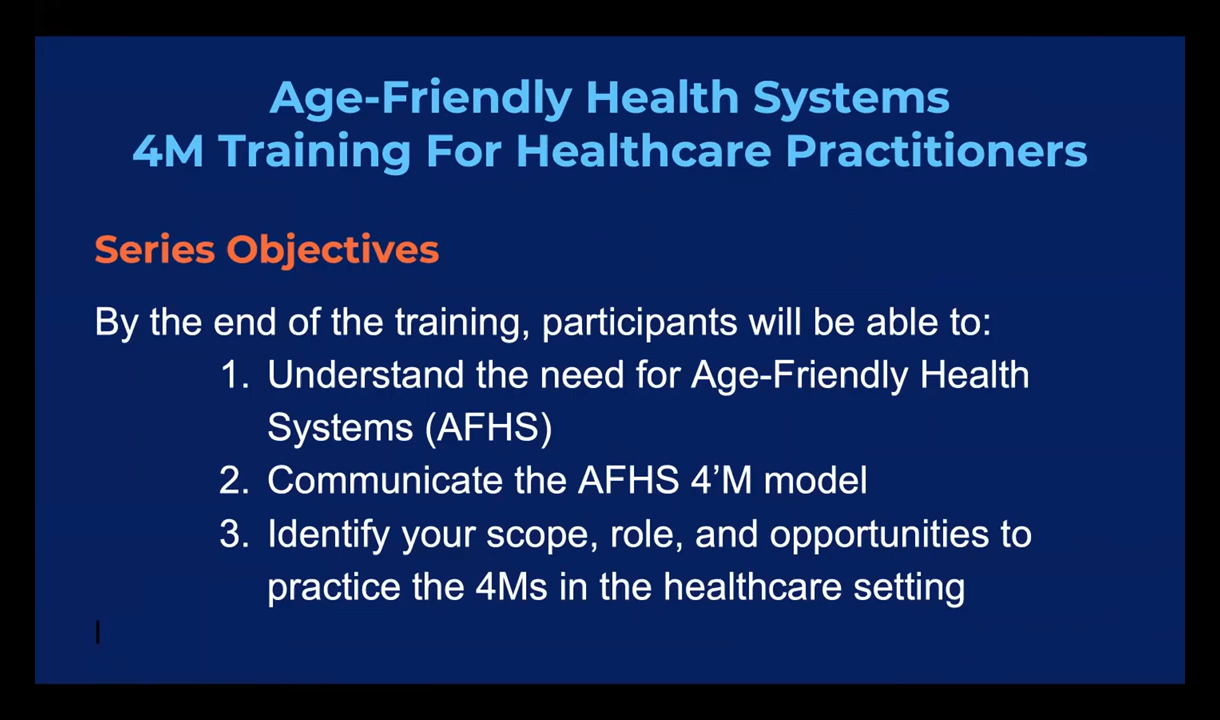 Age-Friendly Health Systems
4M Training For Healthcare Practitioners
Series Objectives
By the end of the training, participants will be able to:
1. Understand the need for Age-Friendly Health
Systems (AFHS)
2. Communicate the AFHS 4’M model
3. Identify your scope, role, and opportunities to
practice the 4Ms in the healthcare setting